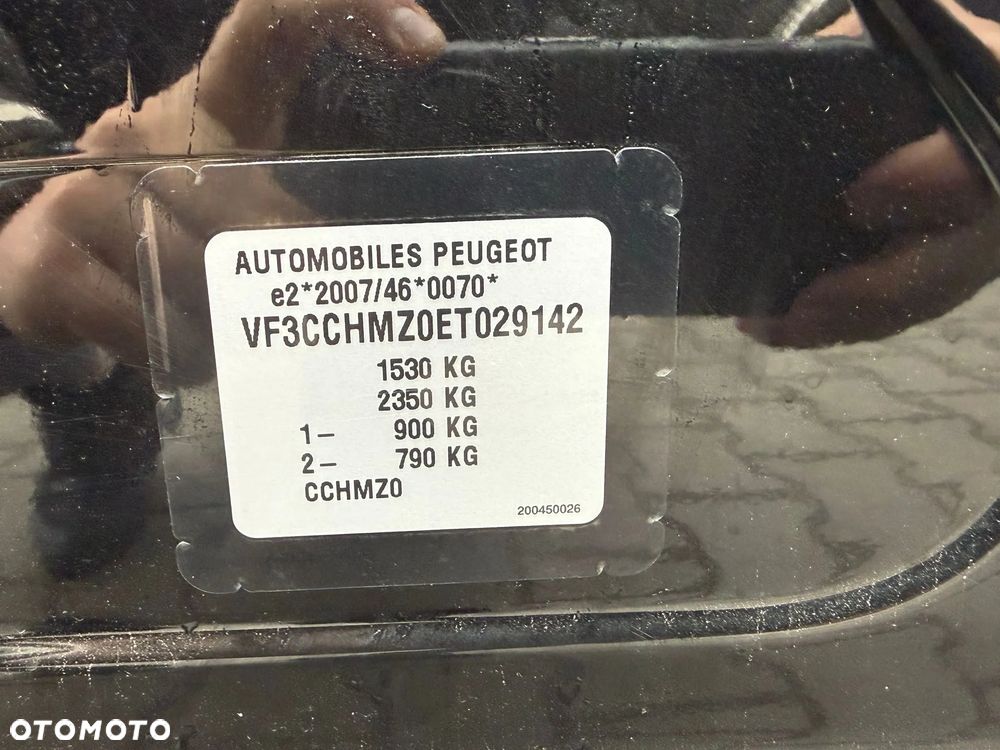 AUTOMOBILES PEUGEOT
e2*2007/46*0070*
VF3CCHMZ0ET029142
1530 KG
2350 KG
1– 900 KG
2– 790 KG
CCHMZ0
200450026
OTOMOTO